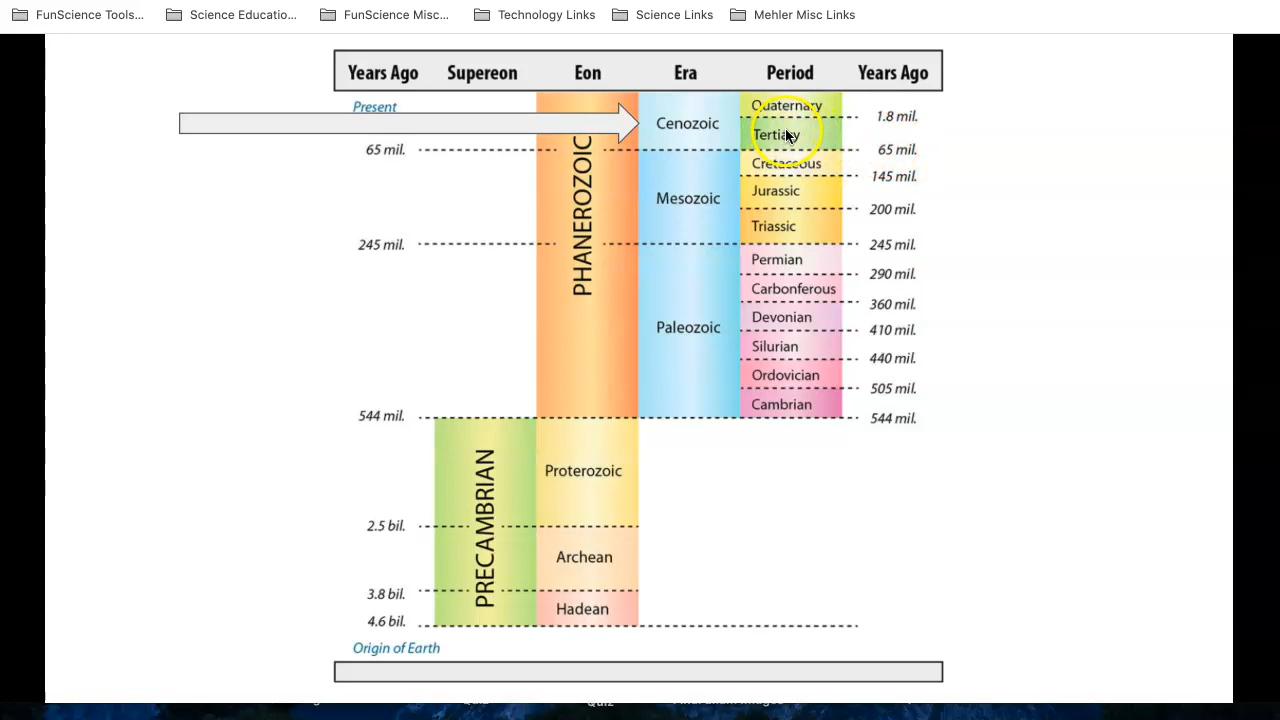 FunScience Tools... Science Educatio... FunScience Misc... Technology Links Science Links Mehler Misc Links
Years Ago Supereon Eon Era Period Years Ago
Present
Quaternary
1.8 mil.
Cenozoic
Tertiary
65 mil.
65 mil.
PHANEROZOIC
Cretaceous
145 mil.
Mesozoic
Jurassic
200 mil.
Triassic
245 mil.
245 mil.
Permian
290 mil.
Carbonferous
360 mil.
Paleozoic
Devonian
410 mil.
Silurian
440 mil.
Ordovician
505 mil.
Cambrian
544 mil.
544 mil.
PRECAMBRIAN
Proterozoic
2.5 bil.
Archean
3.8 bil.
Hadean
4.6 bil.
Origin of Earth